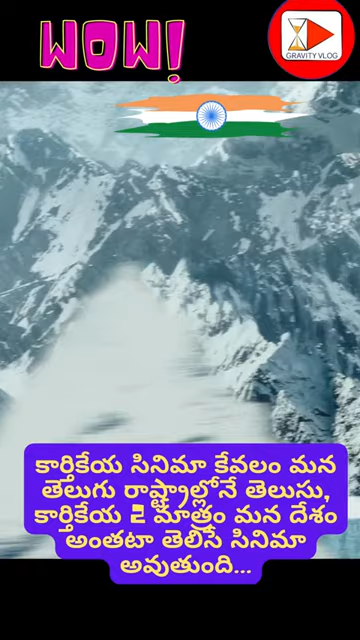 WOW!
GRAVITY VLOG
కార్తికేయ సినిమా కేవలం మన
తెలుగు రాష్ట్రాల్లోనే తెలుసు,
కార్తికేయ 2 మాత్రం మన దేశం
అంతటా తెలిసే సినిమా
అవుతుంది...